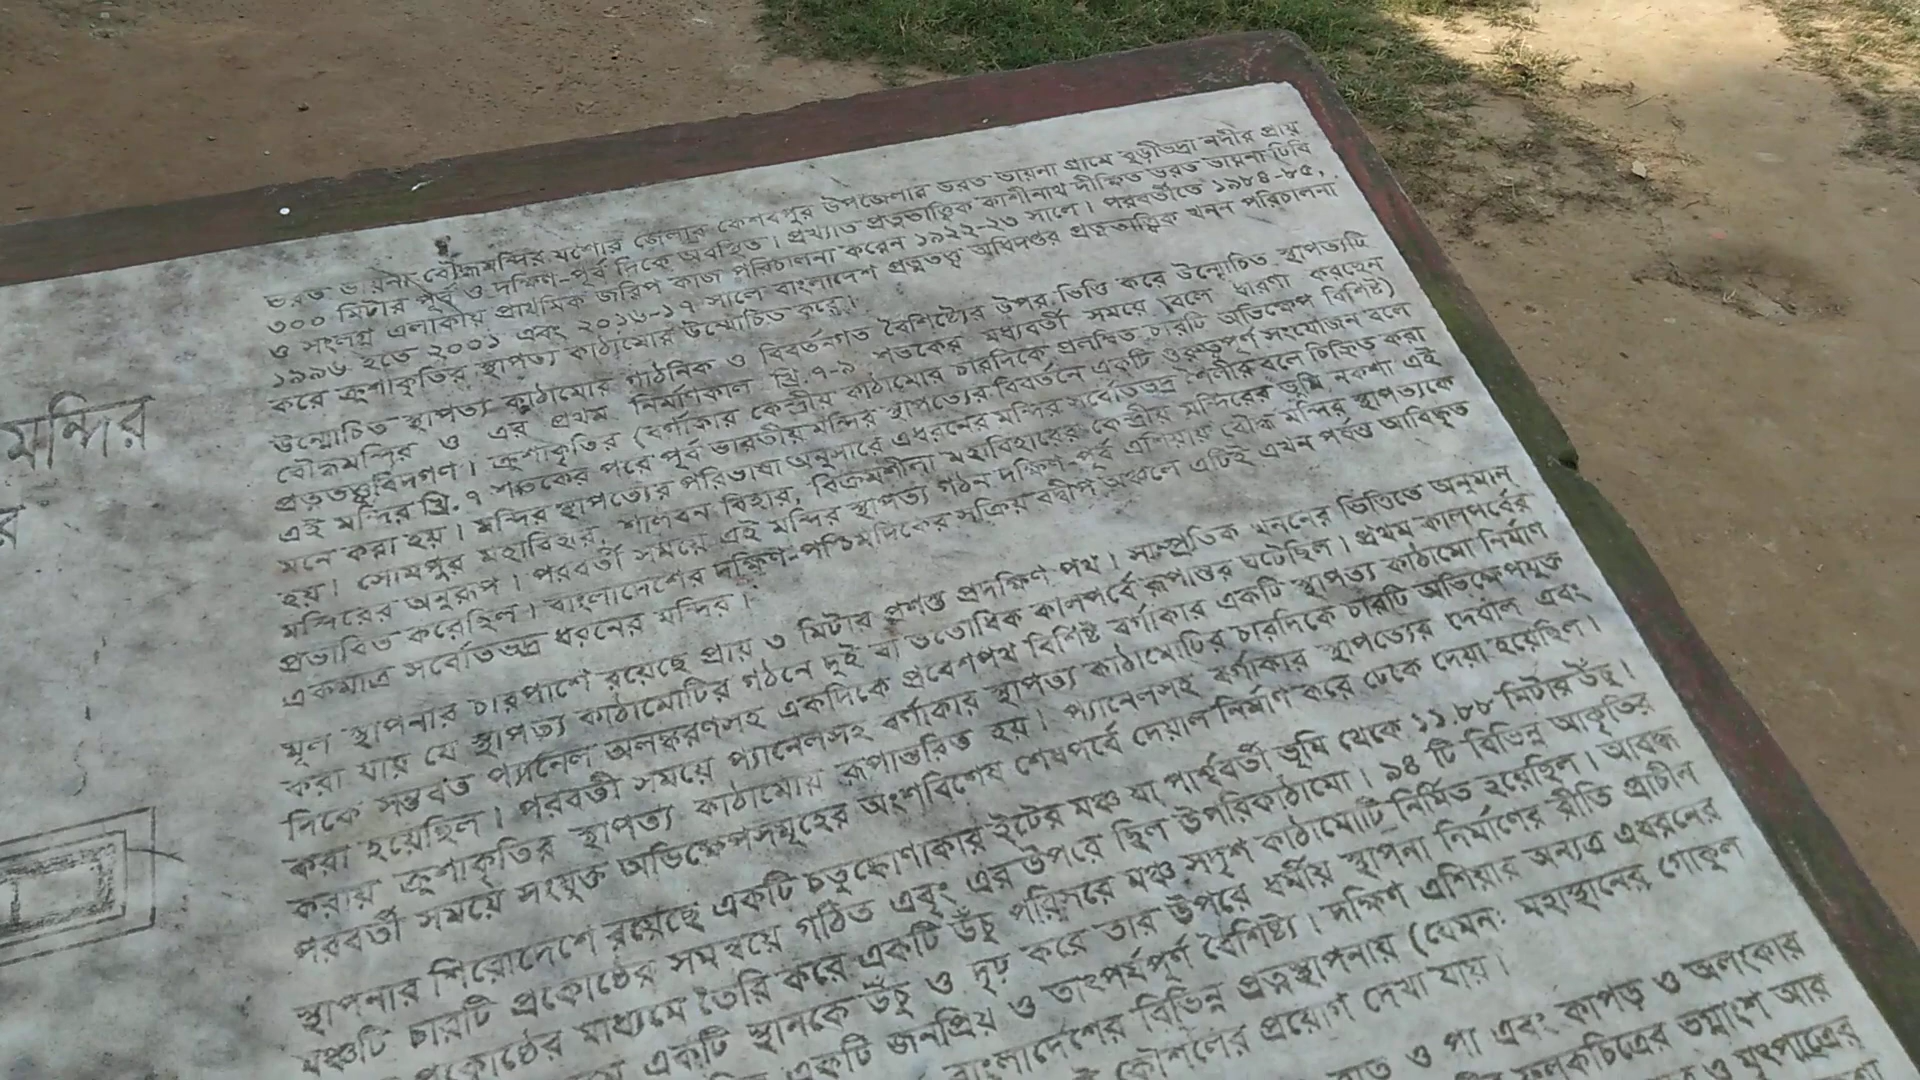 মন্দির
র
ভরত ভায়না বৌদ্ধমন্দির যশোর জেলার কেশবপুর উপজেলার ভরত ভায়না গ্রামে বুড়ীভদ্রা নদীর প্রায়
৩০০ মিটার পূর্ব ও দক্ষিণ-পূর্ব দিকে অবস্থিত। প্রখ্যাত প্রত্নতাত্ত্বিক কাশীনাথ দীক্ষিত ভরত ভায়না ঢিবি
ও সংলগ্ন এলাকায় প্রাথমিক জরিপ কাজ পরিচালনা করেন ১৯২২-২৩ সালে। পরবর্তীতে ১৯৮৪-৮৫,
১৯৯৬ হতে ২০০১ এবং ২০১৬-১৭ সালে বাংলাদেশ প্রত্নতত্ত্ব অধিদপ্তর প্রত্নতাত্ত্বিক খনন পরিচালনা
করে ক্রুশাকৃতির স্থাপত্য কাঠামোর উন্মোচিত করে।
উন্মোচিত স্থাপত্য কাঠামোর গাঠনিক ও বিবর্তনগত বৈশিষ্ট্যের উপর ভিত্তি করে উন্মোচিত স্থাপত্যটি
বৌদ্ধমন্দির ও এর প্রথম নির্মাণকাল খ্রি.৭-৯ শতকের মধ্যবর্তী সময়ে বলে ধারণা করছেন
প্রত্নতত্ত্ববিদগণ। ক্রুশাকৃতির (বর্গাকার কেন্দ্রীয় কাঠামোর চারদিকে প্রলম্বিত চারটি অভিক্ষেপ বিশিষ্ট)
এই মন্দির খ্রি. ৭ শতকের পরে পূর্ব ভারতীয় মন্দির স্থাপত্যের বিবর্তনে একটি গুরুত্বপূর্ণ সংযোজন বলে
মনে করা হয়। মন্দির স্থাপত্যের পরিভাষা অনুসারে এধরনের মন্দির সর্বোতভদ্র শৈলীর বলে চিহ্নিত করা
হয়। সোমপুর মহাবিহার, শালবন বিহার, বিক্রমশীলা মহাবিহারের কেন্দ্রীয় মন্দিরের ভূমি নকশা এই
মন্দিরের অনুরূপ। পরবর্তী সময়ে এই মন্দির স্থাপত্য গঠন দক্ষিণ-পূর্ব এশিয়ার বৌদ্ধ মন্দির স্থাপত্যকে
প্রভাবিত করেছিল। বাংলাদেশের দক্ষিণ-পশ্চিমদিকের সক্রিয় বদ্বীপ অঞ্চলে এটিই এখন পর্যন্ত আবিষ্কৃত
একমাত্র সর্বোতভদ্র ধরনের মন্দির।
মূল স্থাপনার চারপাশে রয়েছে প্রায় ৩ মিটার প্রশস্ত প্রদক্ষিণ পথ। সাম্প্রতিক খননের ভিত্তিতে অনুমান
করা যায় যে স্থাপত্য কাঠামোটির গঠনে দুই বা ততোধিক কালপর্বে রূপান্তর ঘটেছিল। প্রথম কালপর্বের
দিকে সম্ভবত প্যানেল অলঙ্করণসহ একদিকে প্রবেশপথ বিশিষ্ট বর্গাকার একটি স্থাপত্য কাঠামো নির্মাণ
করা হয়েছিল। পরবর্তী সময়ে প্যানেলসহ বর্গাকার স্থাপত্য কাঠামোটির চারদিকে চারটি অভিক্ষেপযুক্ত
করায় ক্রুশাকৃতির স্থাপত্য কাঠামোয় রূপান্তরিত হয়। প্যানেলসহ বর্গাকার স্থাপত্যের দেয়াল এবং
পরবর্তী সময়ে সংযুক্ত অভিক্ষেপসমূহের অংশবিশেষ শেষপর্বে দেয়াল নির্মাণ করে ঢেকে দেয়া হয়েছিল।
স্থাপনার শিরোদেশে রয়েছে একটি চতুষ্কোণাকার ইটের মঞ্চ যা পার্শ্ববর্তী ভূমি থেকে ১১.৮৮ মিটার উঁচু।
মঞ্চটি চারটি প্রকোষ্ঠের সমন্বয়ে গঠিত এবং এর উপরে ছিল উপরিকাঠামো। ৯৪ টি বিভিন্ন আকৃতির
প্রকোষ্ঠের মাধ্যমে তৈরি করে একটি উঁচু পরিসরে মঞ্চ সদৃশ কাঠামোটি নির্মিত হয়েছিল। আবদ্ধ
একটি স্থানকে উঁচু ও দৃঢ় করে তার উপরে ধর্মীয় স্থাপনা নির্মাণের রীতি প্রাচীন
একটি জনপ্রিয় ও তাৎপর্যপূর্ণ বৈশিষ্ট্য। দক্ষিণ এশিয়ার অন্যত্র এধরনের
বাংলাদেশের বিভিন্ন প্রত্নস্থাপনায় (যেমন: মহাস্থানের গোকুল
কৌশলের প্রয়োগ দেখা যায়।
হাত ও পা এবং কাপড় ও অলংকার
ফলকচিত্রের ভগ্নাংশ আর
ও মৃৎপাত্রের